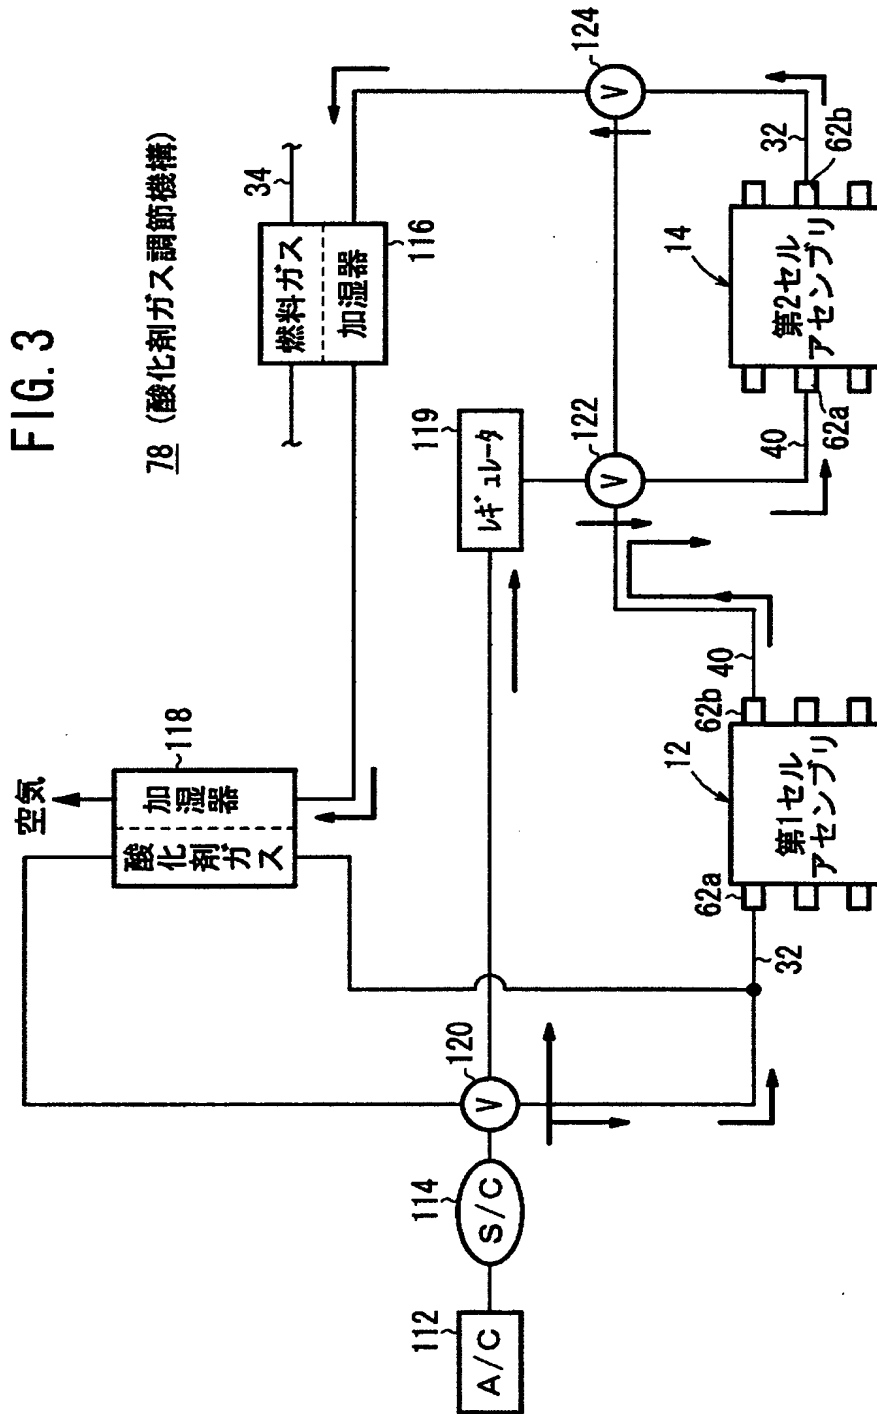 FIG. 3
78 (酸化剤ガス調節機構)
空気
118
酸化剤ガス
加湿器
燃料ガス
加湿器
34
116
112
A/C
114
S/C
120
V
119
ﾚｷﾞｭﾚｰﾀ
122
V
124
V
32
62a
12
第1セル
アセンブリ
62b
40
40
62a
14
第2セル
アセンブリ
32
62b